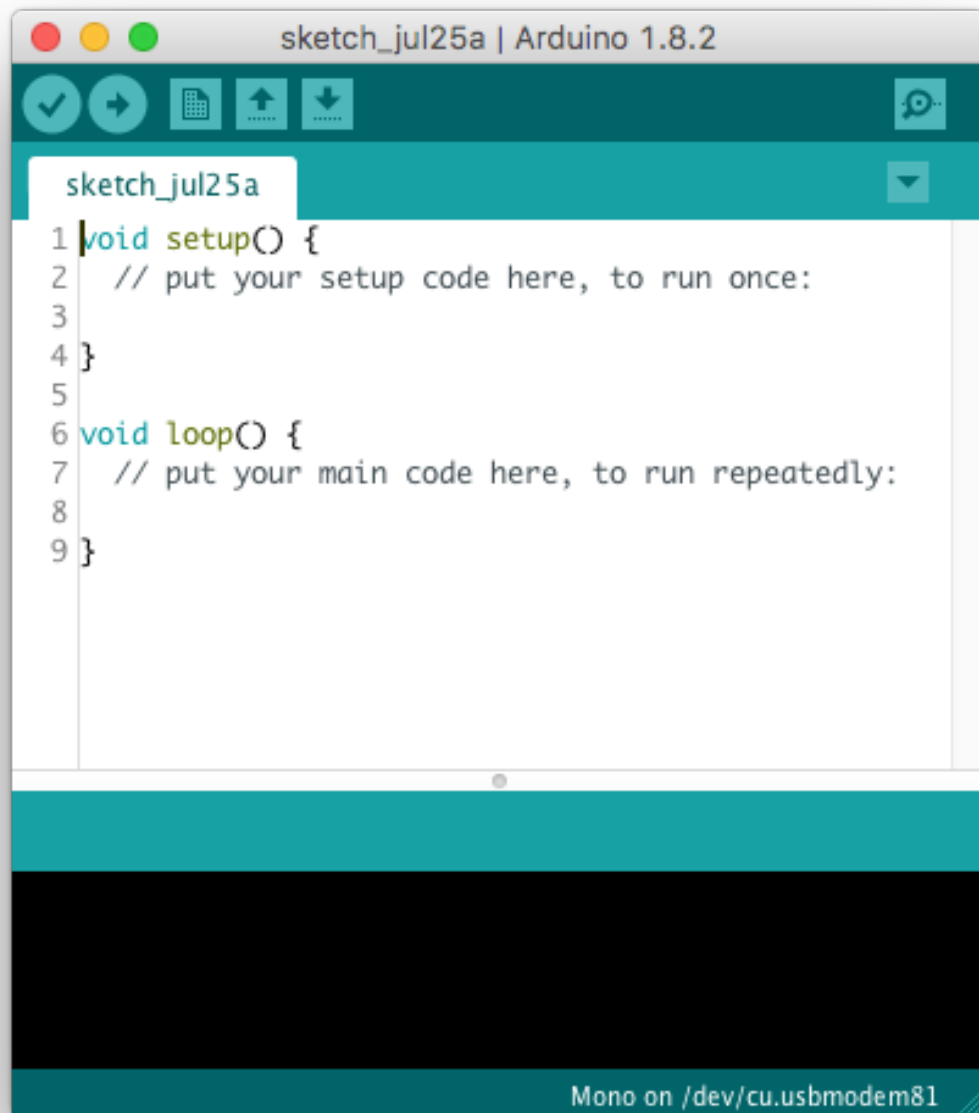 sketch_jul25a | Arduino 1.8.2
sketch_jul25a
1 void setup() {
2 // put your setup code here, to run once:
3
4 }
5
6 void loop() {
7 // put your main code here, to run repeatedly:
8
9 }
Mono on /dev/cu.usbmodem81